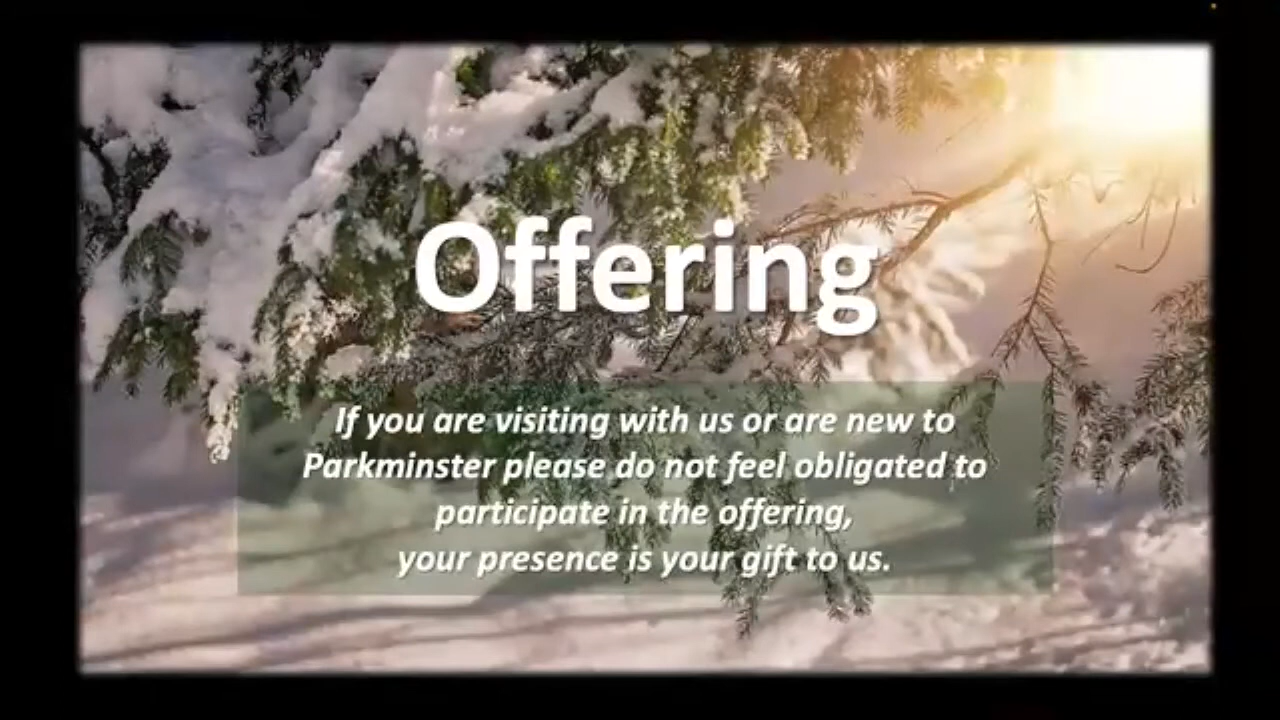 Offering
If you are visiting with us or are new to
Parkminster please do not feel obligated to
participate in the offering,
your presence is your gift to us.